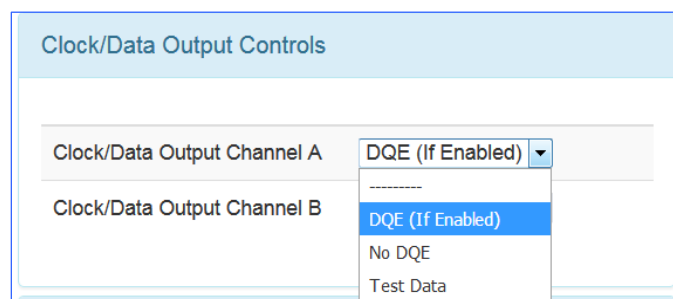 Clock/Data Output Controls
Clock/Data Output Channel A DQE (If Enabled)
---------
Clock/Data Output Channel B
DQE (If Enabled)
No DQE
Test Data